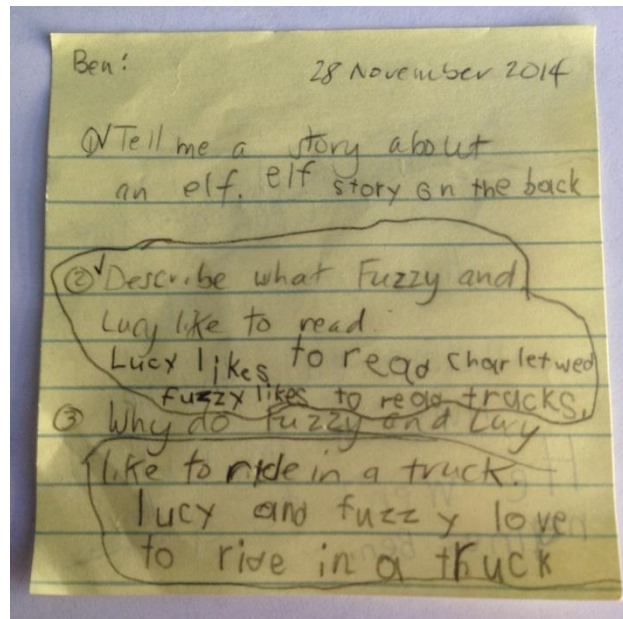 Ben:
28 November 2014
① Tell me a story about
an elf. elf story on the back
② Describe what Fuzzy and
Lucy like to read.
Lucy likes to read charletwed
fuzzy likes to read trucks.
③ Why do fuzzy and Lucy
like to ride in a truck.
lucy and fuzzy love
to ride in a truck